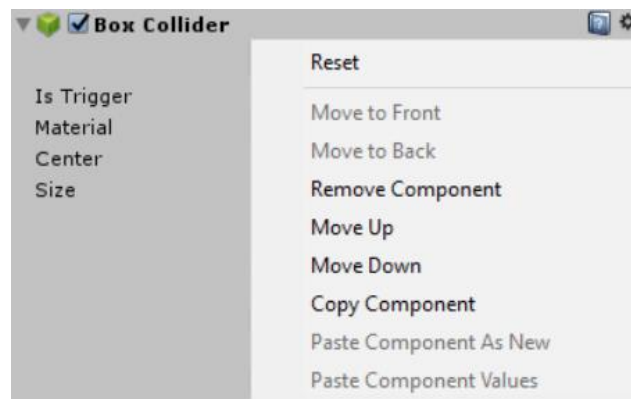 Box Collider
Is Trigger
Material
Center
Size
Reset
Move to Front
Move to Back
Remove Component
Move Up
Move Down
Copy Component
Paste Component As New
Paste Component Values